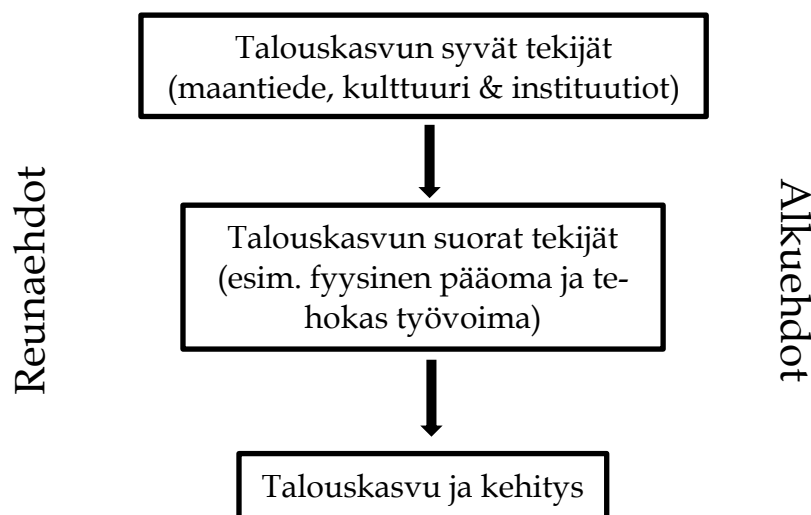 Talouskasvun syvät tekijät
(maantiede, kulttuuri & instituutiot)
Reunaehdot
Alkuehdot
Talouskasvun suorat tekijät
(esim. fyysinen pääoma ja te-
hokas työvoima)
Talouskasvu ja kehitys